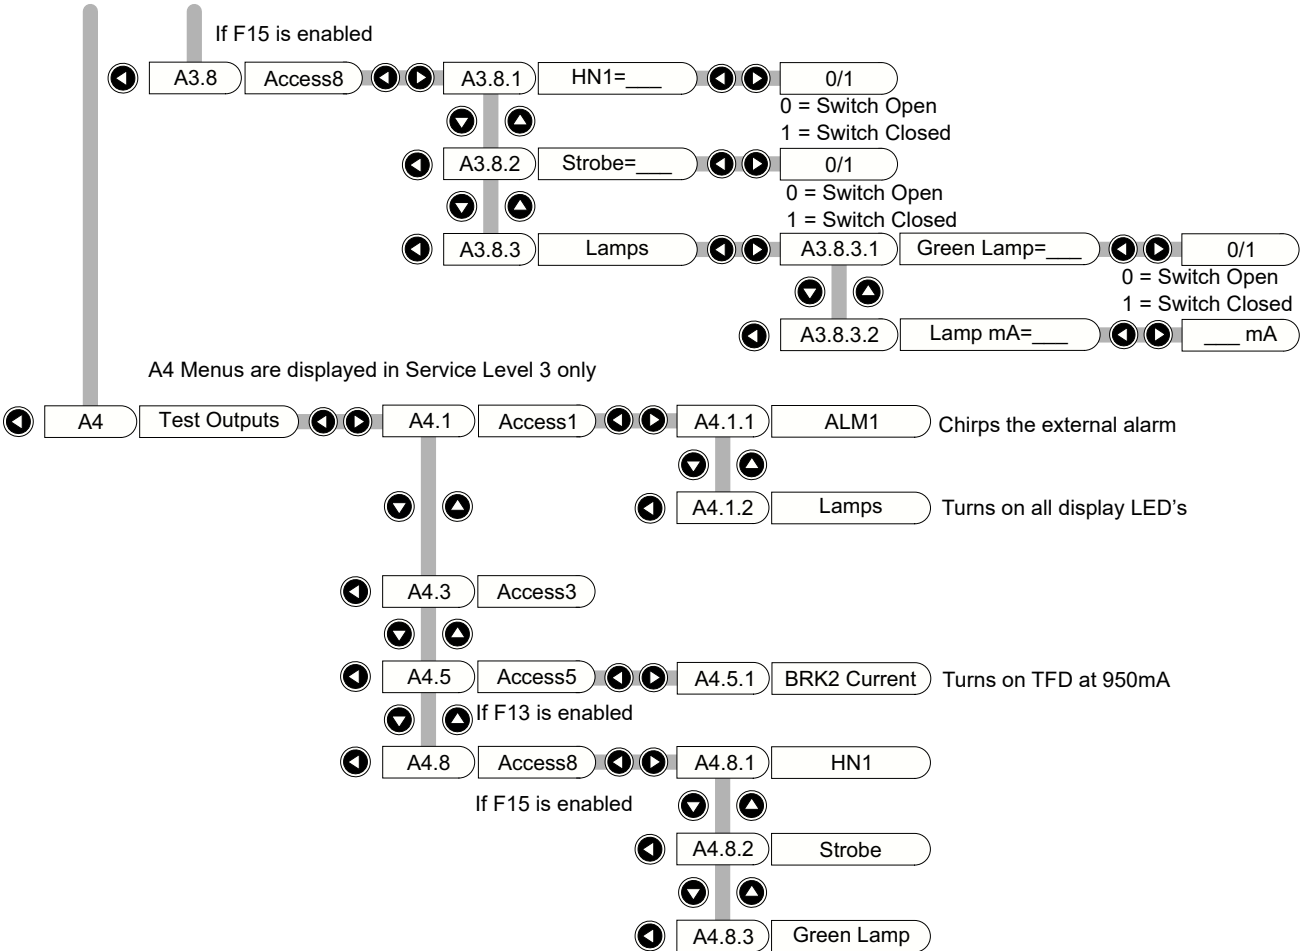 If F15 is enabled
A3.8 Access8 A3.8.1 HN1=___ 0/1
0 = Switch Open
1 = Switch Closed
A3.8.2 Strobe=___ 0/1
0 = Switch Open
1 = Switch Closed
A3.8.3 Lamps A3.8.3.1 Green Lamp=___ 0/1
0 = Switch Open
1 = Switch Closed
A3.8.3.2 Lamp mA=___ ___ mA
A4 Menus are displayed in Service Level 3 only
A4 Test Outputs A4.1 Access1 A4.1.1 ALM1 Chirps the external alarm
A4.1.2 Lamps Turns on all display LED's
A4.3 Access3
A4.5 Access5 A4.5.1 BRK2 Current Turns on TFD at 950mA
If F13 is enabled
A4.8 Access8 A4.8.1 HN1
If F15 is enabled
A4.8.2 Strobe
A4.8.3 Green Lamp